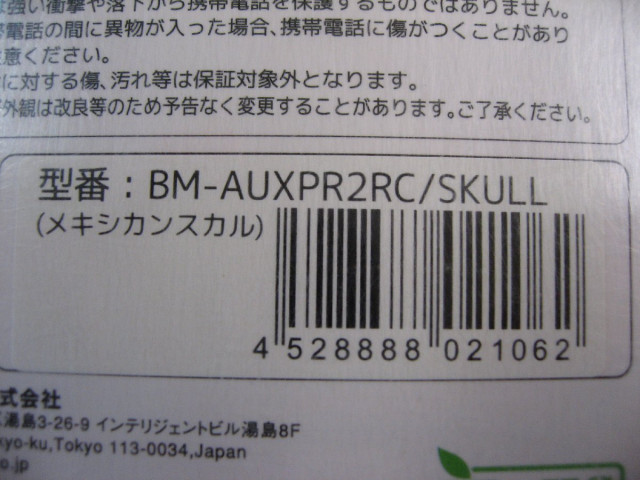 強い衝撃や落下から携帯電話を保護するものではありません。
電話の間に異物が入った場合、携帯電話に傷がつくことがあり
意ください。
に対する傷、汚れ等は保証対象外となります。
外観は改良等のため予告なく変更することがあります。ご了承ください。
型番：BM-AUXPR2RC/SKULL
(メキシカンスカル)
4 528888 021062
式会社
湯島3-26-9 インテリジェントビル湯島8F
kyo-ku,Tokyo 113-0034,Japan
o.jp